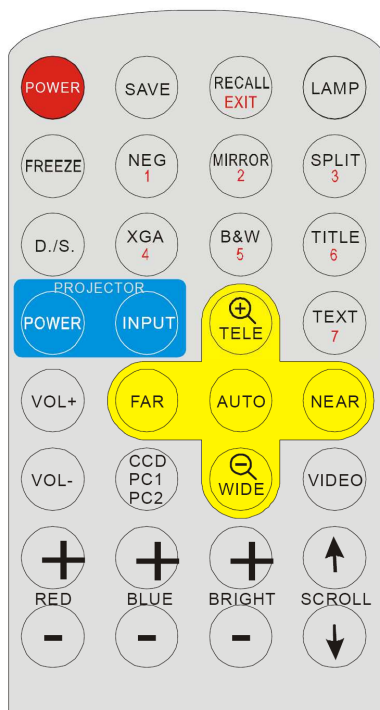 POWER SAVE RECALL EXIT LAMP
FREEZE NEG 1 MIRROR 2 SPLIT 3
D./S. XGA 4 B&W 5 TITLE 6
PROJECTOR
POWER INPUT TELE TEXT 7
VOL+ FAR AUTO NEAR
VOL- CCD PC1 PC2 WIDE VIDEO
+ + +
RED BLUE BRIGHT SCROLL
- - -